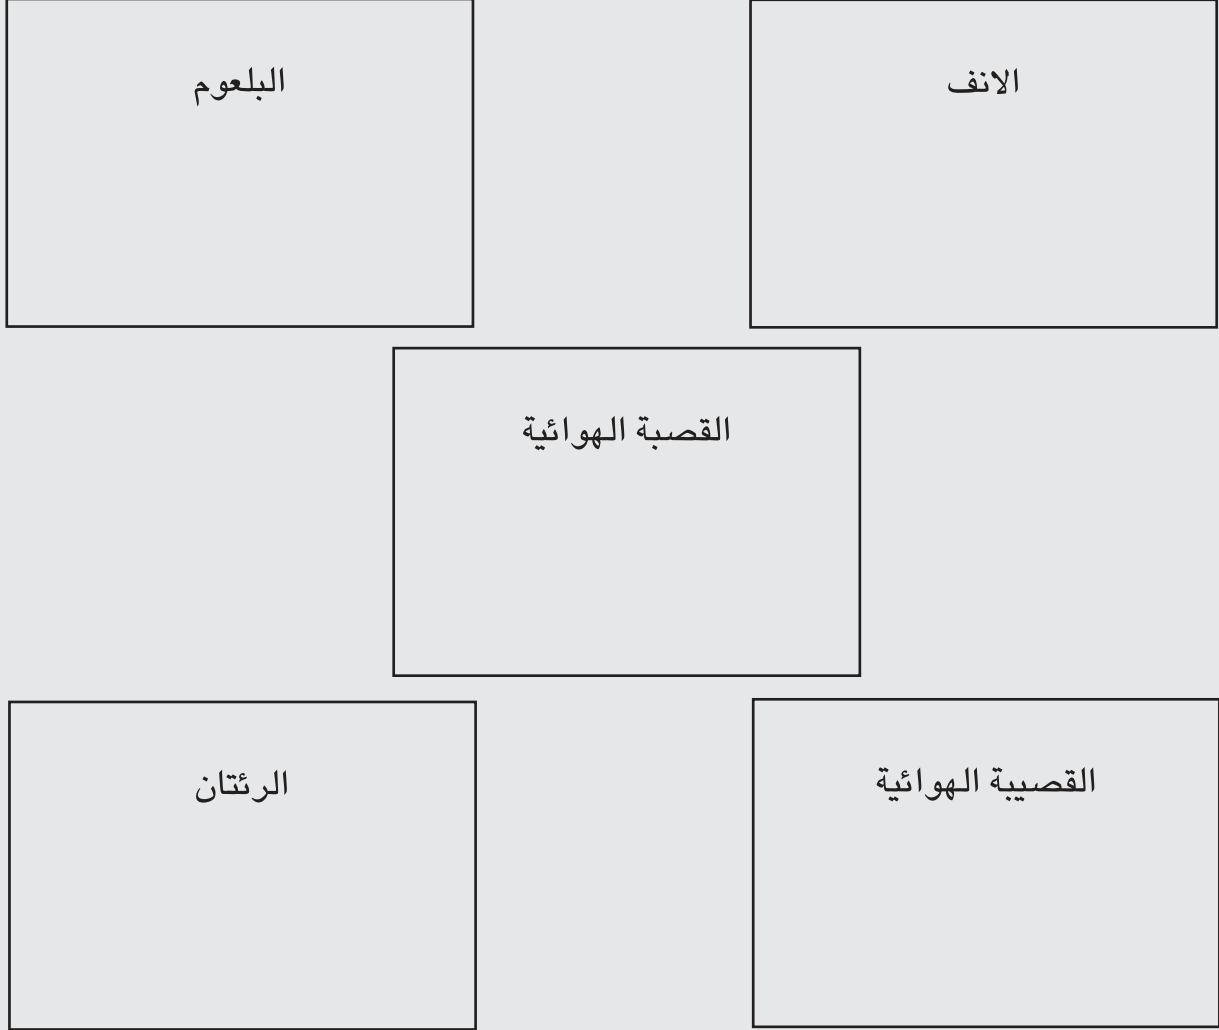 الانف
البلعوم
القصبة الهوائية
القصيبة الهوائية
الرئتان